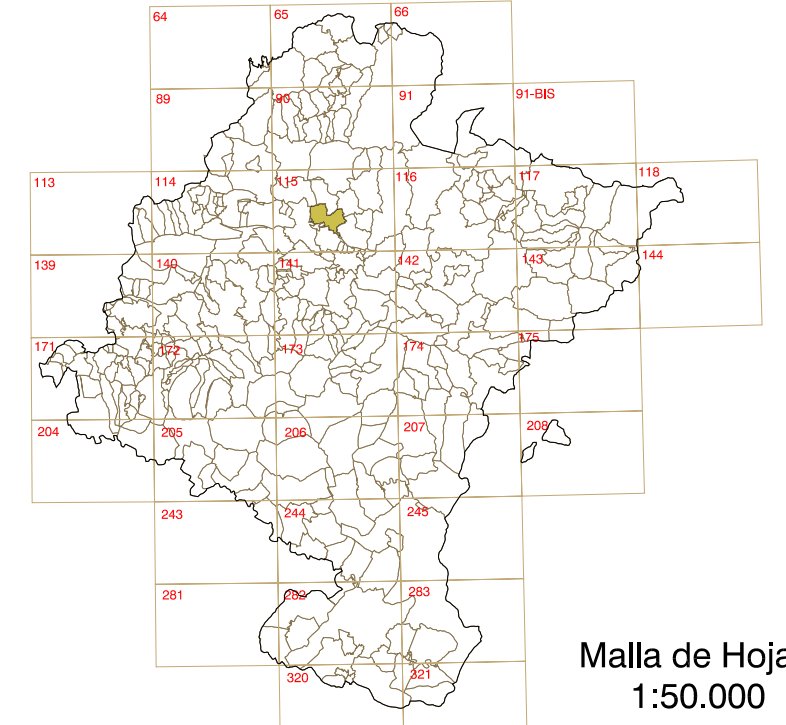 64 65 66
89 90 91 91-BIS
113 114 115 116 117 118
139 140 141 142 143 144
171 172 173 174 175
204 205 206 207 208
243 244 245
281 282 283
320 321
Malla de Hoja
1:50.000